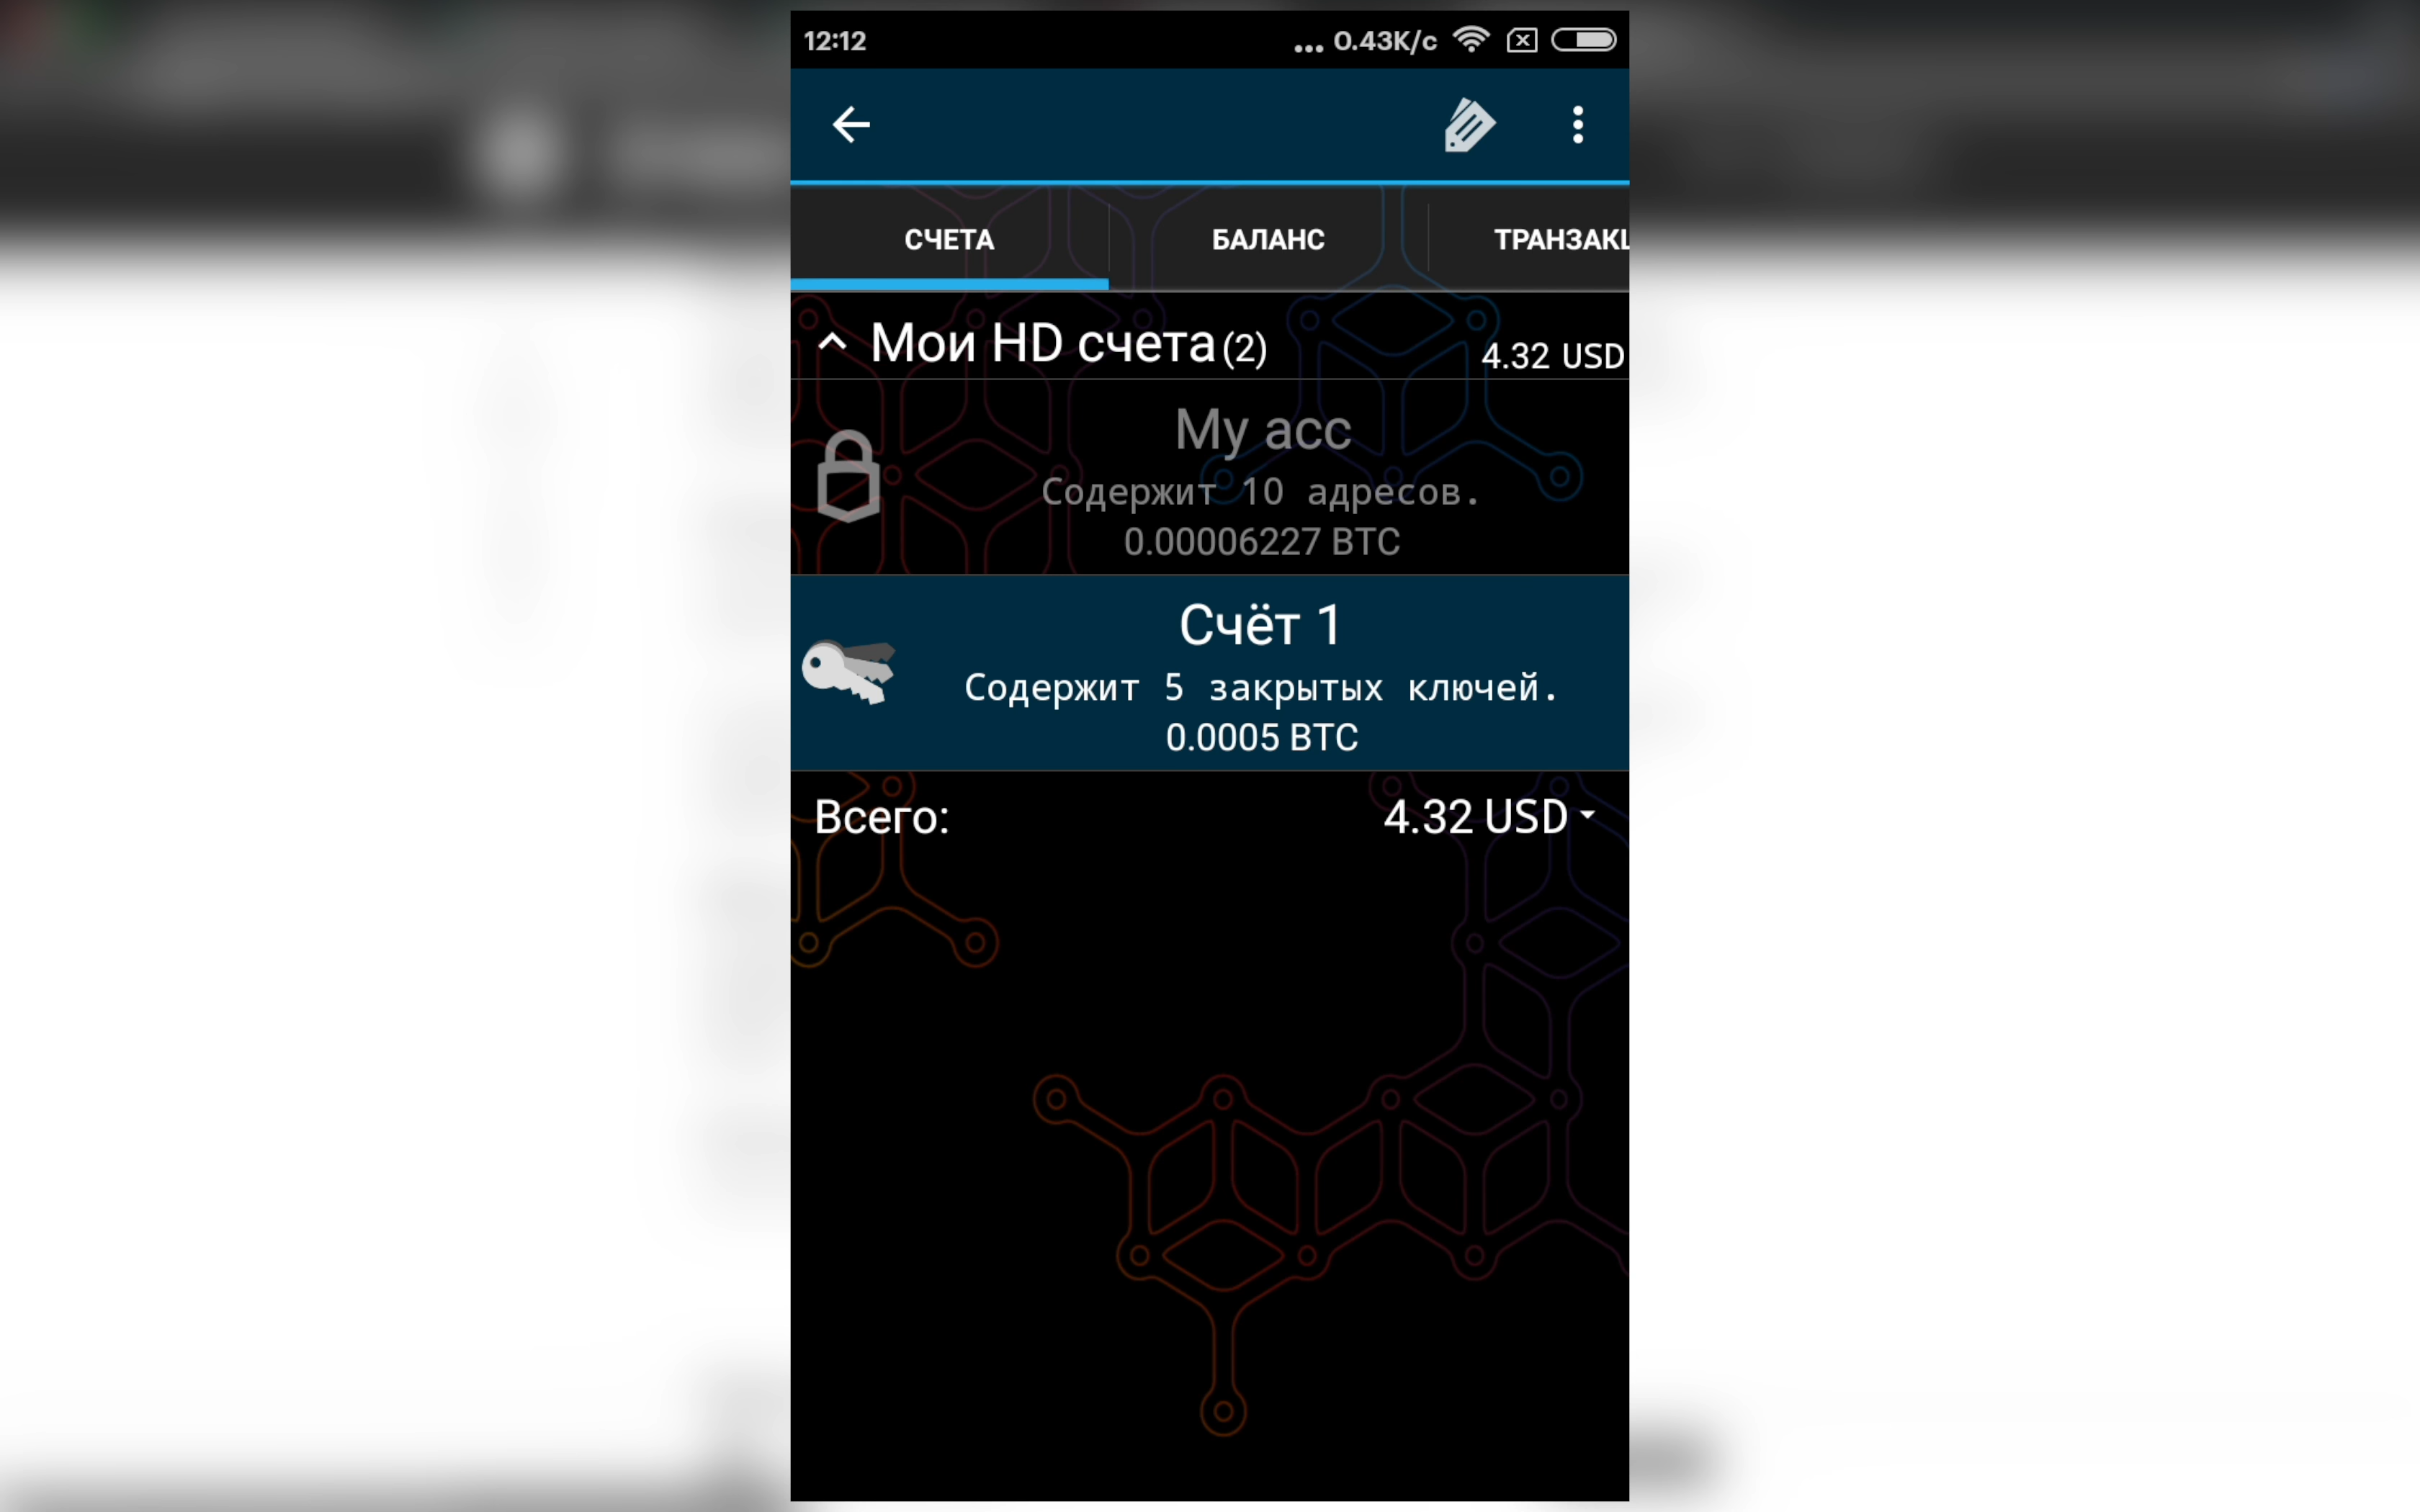 12:12 ... 0.43K/c
СЧЕТА БАЛАНС ТРАНЗАКЦ
Мои HD счета (2) 4.32 USD
My acc
Содержит 10 адресов.
0.00006227 BTC
Счёт 1
Содержит 5 закрытых ключей.
0.0005 BTC
Всего: 4.32 USD